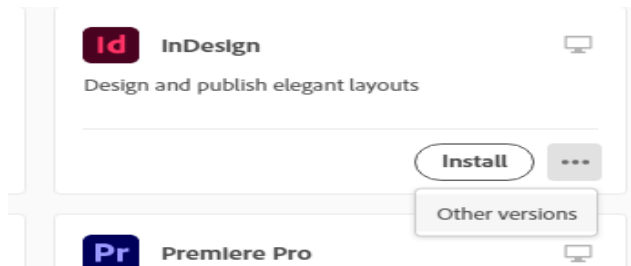 Id InDesign
Design and publish elegant layouts
Install ...
Other versions
Pr Premiere Pro